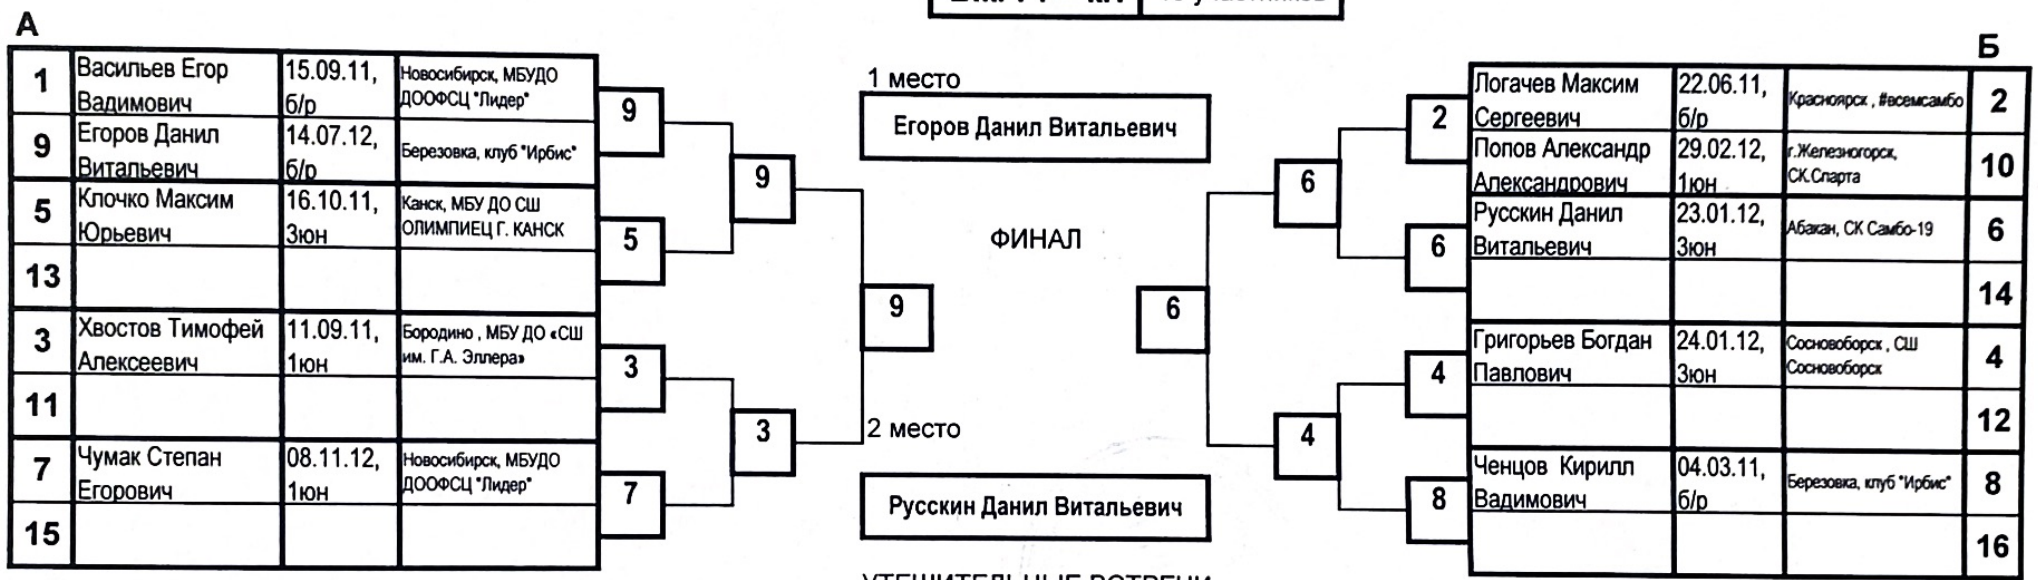 А
1 Васильев Егор Вадимович 15.09.11, б/р Новосибирск, МБУДО ДООФСЦ "Лидер"
9 Егоров Данил Витальевич 14.07.12, б/р Березовка, клуб "Ирбис"
5 Клочко Максим Юрьевич 16.10.11, 3юн Канск, МБУ ДО СШ ОЛИМПИЕЦ Г. КАНСК
13
3 Хвостов Тимофей Алексеевич 11.09.11, 1юн Бородино , МБУ ДО «СШ им. Г.А. Эллера»
11
7 Чумак Степан Егорович 08.11.12, 1юн Новосибирск, МБУДО ДООФСЦ "Лидер"
15
9
5
3
7
9
3
9
1 место
Егоров Данил Витальевич
ФИНАЛ
2 место
Русскин Данил Витальевич
6
6
4
2
6
4
8
Б
Логачев Максим Сергеевич 22.06.11, б/р Красноярск , #всемсамбо 2
Попов Александр Александрович 29.02.12, 1юн г.Железногорск, СК.Спарта 10
Русскин Данил Витальевич 23.01.12, 3юн Абакан, СК Самбо-19 6
14
Григорьев Богдан Павлович 24.01.12, 3юн Сосновоборск , СШ Сосновоборск 4
12
Ченцов Кирилл Вадимович 04.03.11, б/р Березовка, клуб "Ирбис" 8
16